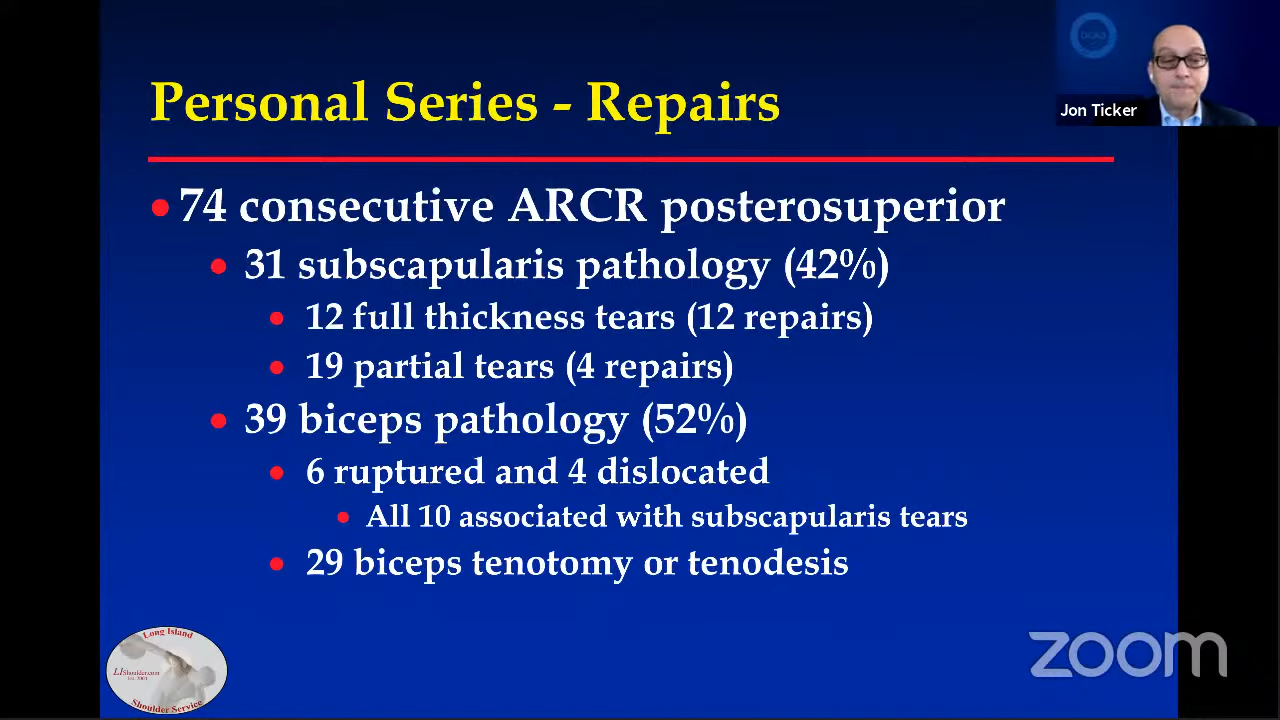 Personal Series - Repairs
Jon Ticker
• 74 consecutive ARCR posterosuperior
• 31 subscapularis pathology (42%)
• 12 full thickness tears (12 repairs)
• 19 partial tears (4 repairs)
• 39 biceps pathology (52%)
• 6 ruptured and 4 dislocated
• All 10 associated with subscapularis tears
• 29 biceps tenotomy or tenodesis
Long Island
LIShoulder.com
Shoulder Service
zoom